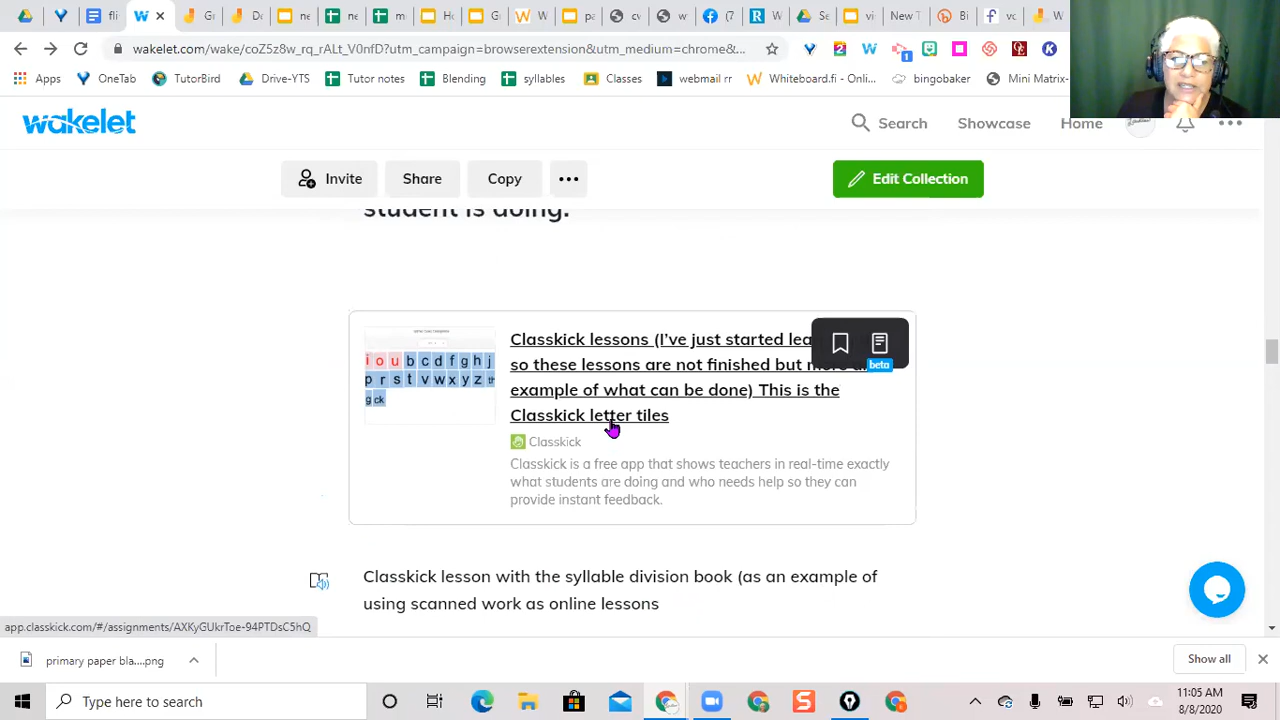 W
wakelet.com/wake/coZ5z8w_rq_rALt_V0nfD?utm_campaign=browserextension&utm_medium=chrome&...
Apps OneTab TutorBird Drive-YTS Tutor notes Blending syllables Classes webmail rr Whiteboard.fi - Onli... bingobaker Mini Matrix-
wakelet
Search Showcase Home
Invite Share Copy ••• Edit Collection
student is doing.
Classkick lessons (I've just started lea
so these lessons are not finished but more a
example of what can be done) This is the
Classkick letter tiles
beta
i o u b c d f g h j
p r s t v w x y z th
g ck
Classkick
Classkick is a free app that shows teachers in real-time exactly
what students are doing and who needs help so they can
provide instant feedback.
Classkick lesson with the syllable division book (as an example of
using scanned work as online lessons
app.classkick.com/#/assignments/AXKyGUkrToe-94PTDsC5hQ
primary paper bla....png
Show all
Type here to search
11:05 AM
8/8/2020